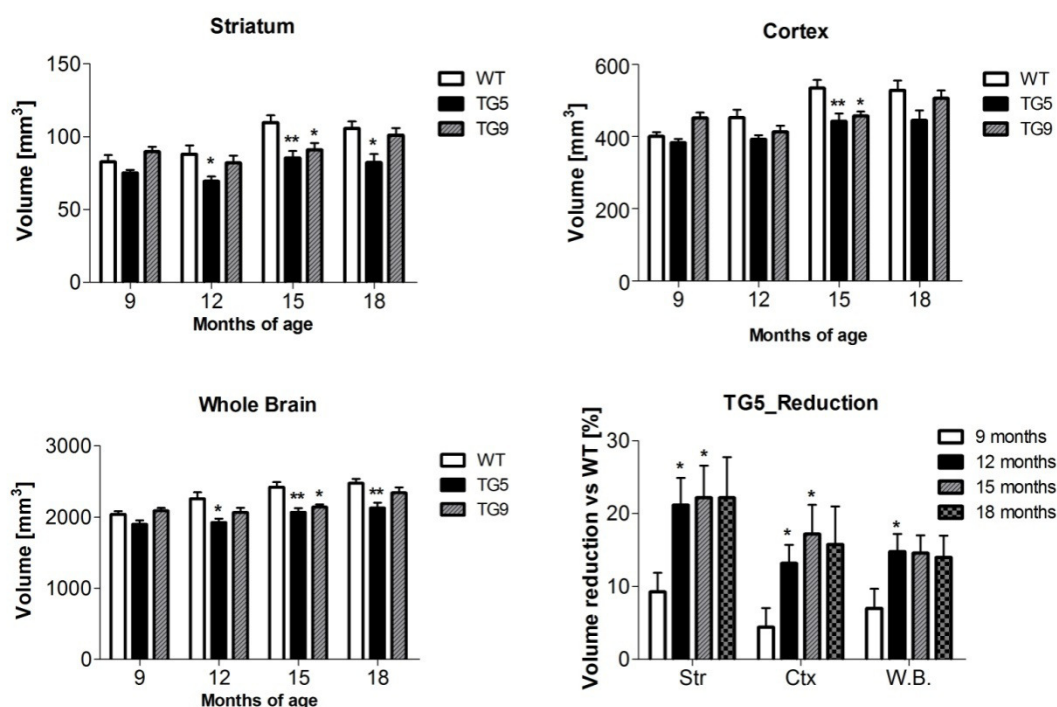 Striatum
Volume [mm³]
150
100
50
0
* ** * *
9 12 15 18
Months of age
WT
TG5
TG9
Cortex
Volume [mm³]
600
400
200
0
** *
9 12 15 18
Months of age
WT
TG5
TG9
Whole Brain
Volume [mm³]
3000
2000
1000
0
* ** * **
9 12 15 18
Months of age
WT
TG5
TG9
TG5_Reduction
Volume reduction vs WT [%]
30
20
10
0
* * * * *
Str Ctx W.B.
9 months
12 months
15 months
18 months